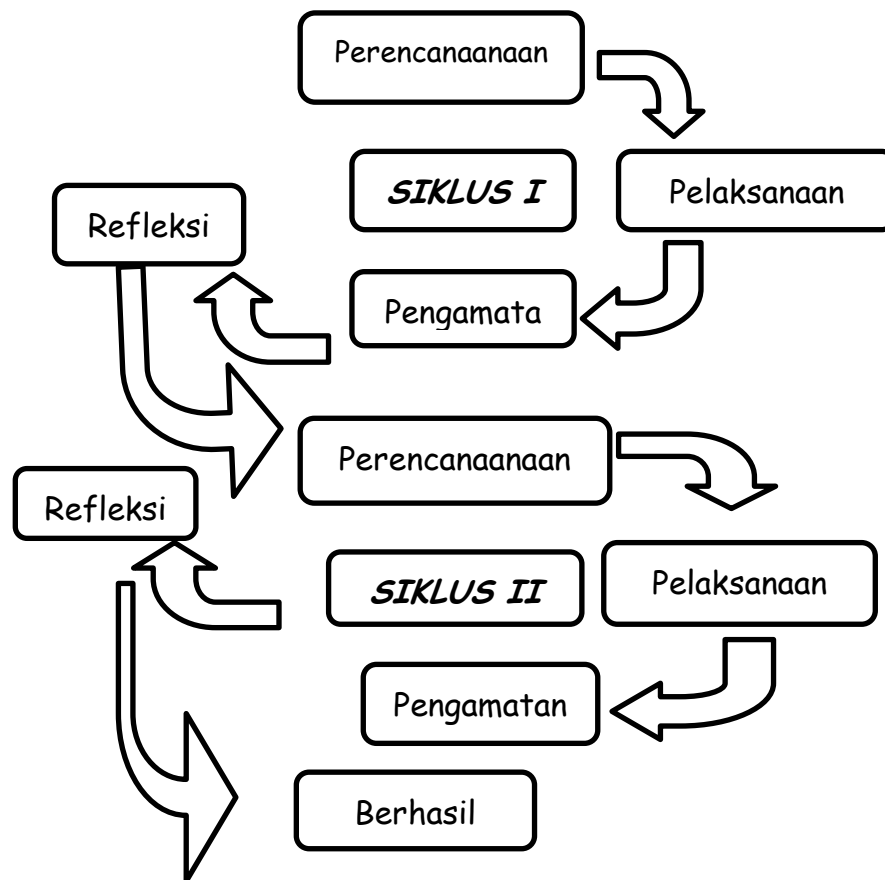 Perencanaanaan
SIKLUS I
Pelaksanaan
Refleksi
Pengamata
Perencanaanaan
Refleksi
SIKLUS II
Pelaksanaan
Pengamatan
Berhasil